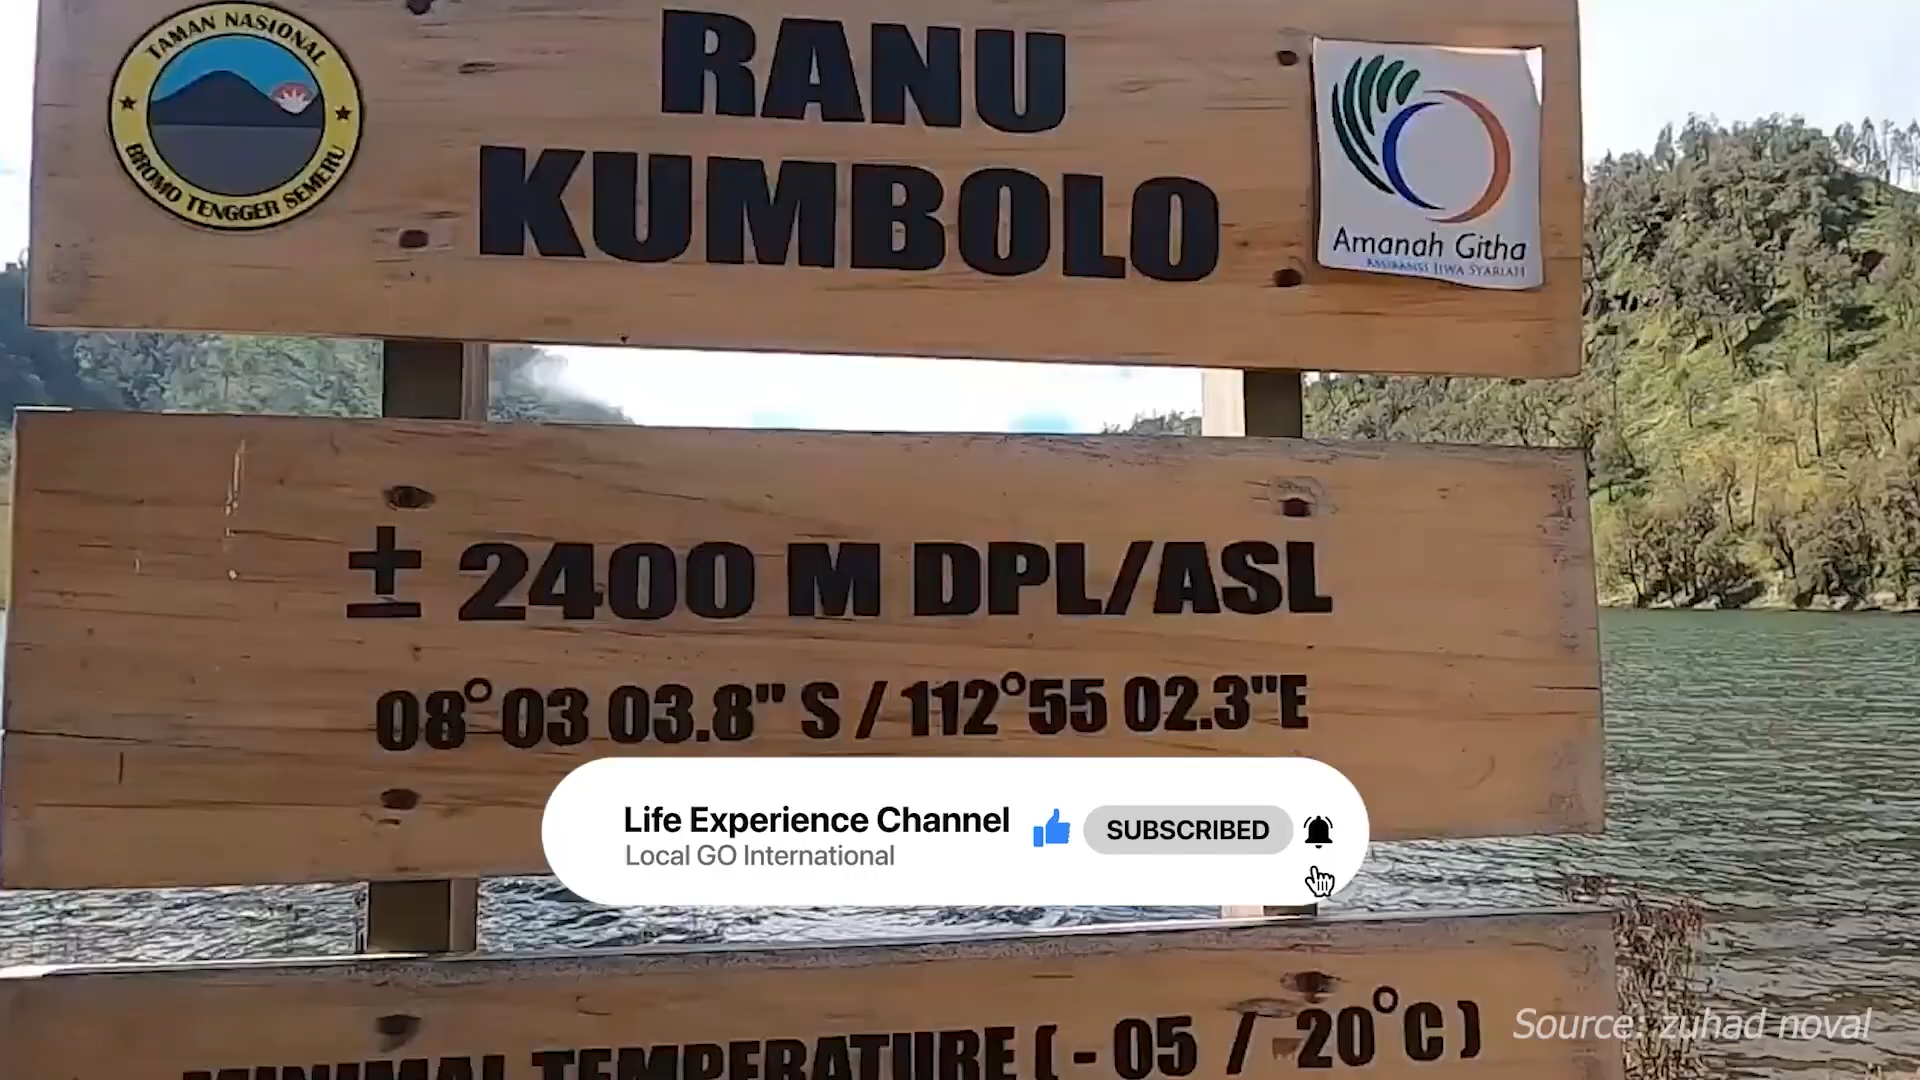 TAMAN NASIONAL
BROMO TENGGER SEMERU
RANU
KUMBOLO
Amanah Githa
ASURANSI JIWA SYARIAH
± 2400 M DPL/ASL
08°03 03.8" S / 112°55 02.3"E
Life Experience Channel
Local GO International
SUBSCRIBED
MINIMAL TEMPERATURE ( - 05 / 20°C )
Source: zuhad noval